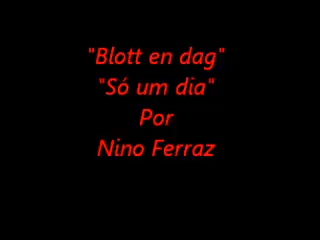 "Blott en dag"
"Só um dia"
Por
Nino Ferraz